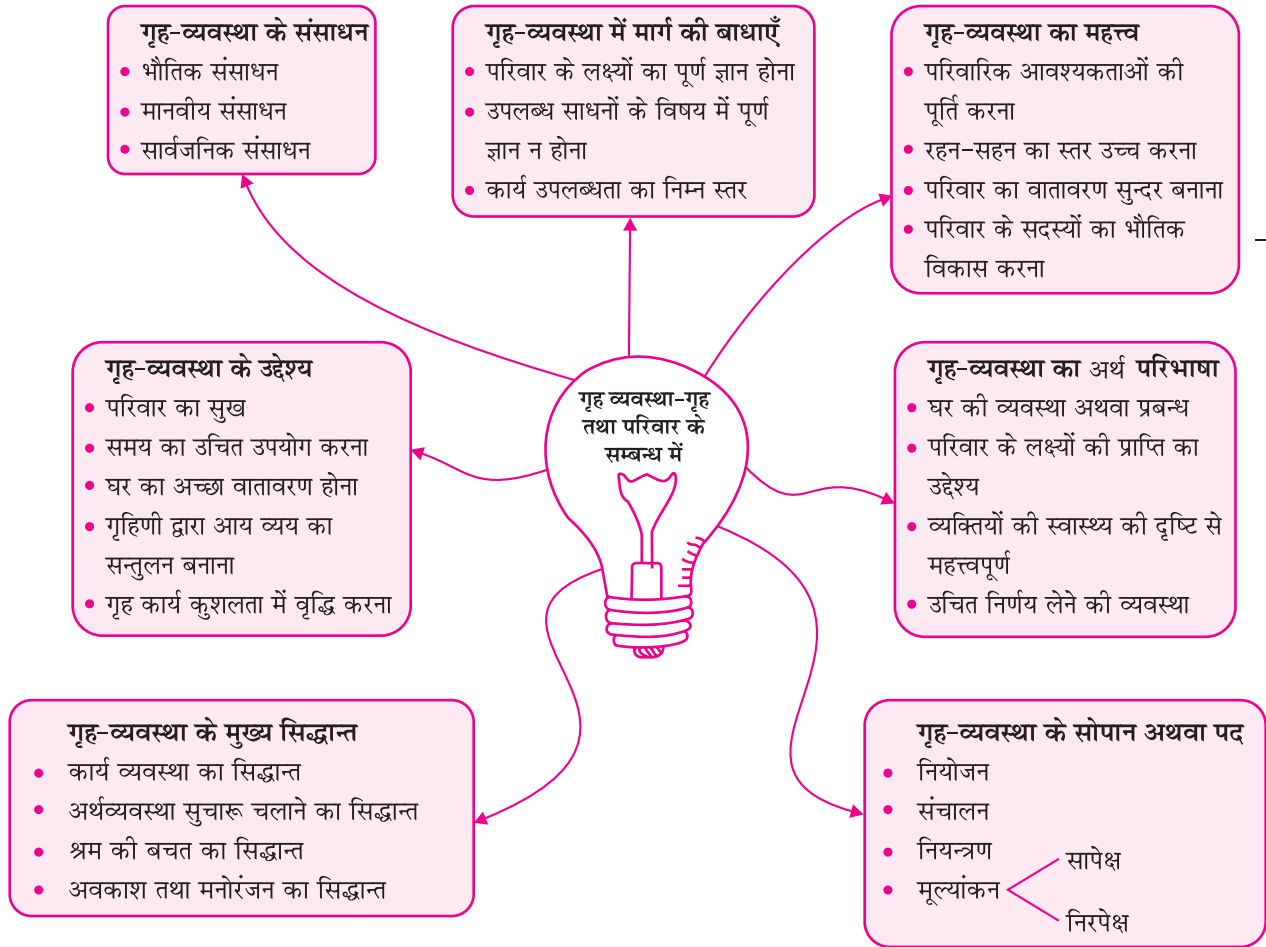 गृह-व्यवस्था के संसाधन
• भौतिक संसाधन
• मानवीय संसाधन
• सार्वजनिक संसाधन
गृह-व्यवस्था में मार्ग की बाधाएँ
• परिवार के लक्ष्यों का पूर्ण ज्ञान होना
• उपलब्ध साधनों के विषय में पूर्ण
ज्ञान न होना
• कार्य उपलब्धता का निम्न स्तर
गृह-व्यवस्था का महत्त्व
• परिवारिक आवश्यकताओं की
पूर्ति करना
• रहन-सहन का स्तर उच्च करना
• परिवार का वातावरण सुन्दर बनाना
• परिवार के सदस्यों का भौतिक
विकास करना
गृह-व्यवस्था के उद्देश्य
• परिवार का सुख
• समय का उचित उपयोग करना
• घर का अच्छा वातावरण होना
• गृहिणी द्वारा आय व्यय का
सन्तुलन बनाना
• गृह कार्य कुशलता में वृद्धि करना
गृह व्यवस्था-गृह
तथा परिवार के
सम्बन्ध में
गृह-व्यवस्था का अर्थ परिभाषा
• घर की व्यवस्था अथवा प्रबन्ध
• परिवार के लक्ष्यों की प्राप्ति का
उद्देश्य
• व्यक्तियों की स्वास्थ्य की दृष्टि से
महत्त्वपूर्ण
• उचित निर्णय लेने की व्यवस्था
गृह-व्यवस्था के मुख्य सिद्धान्त
• कार्य व्यवस्था का सिद्धान्त
• अर्थव्यवस्था सुचारू चलाने का सिद्धान्त
• श्रम की बचत का सिद्धान्त
• अवकाश तथा मनोरंजन का सिद्धान्त
गृह-व्यवस्था के सोपान अथवा पद
• नियोजन
• संचालन
• नियन्त्रण
• मूल्यांकन
सापेक्ष
निरपेक्ष